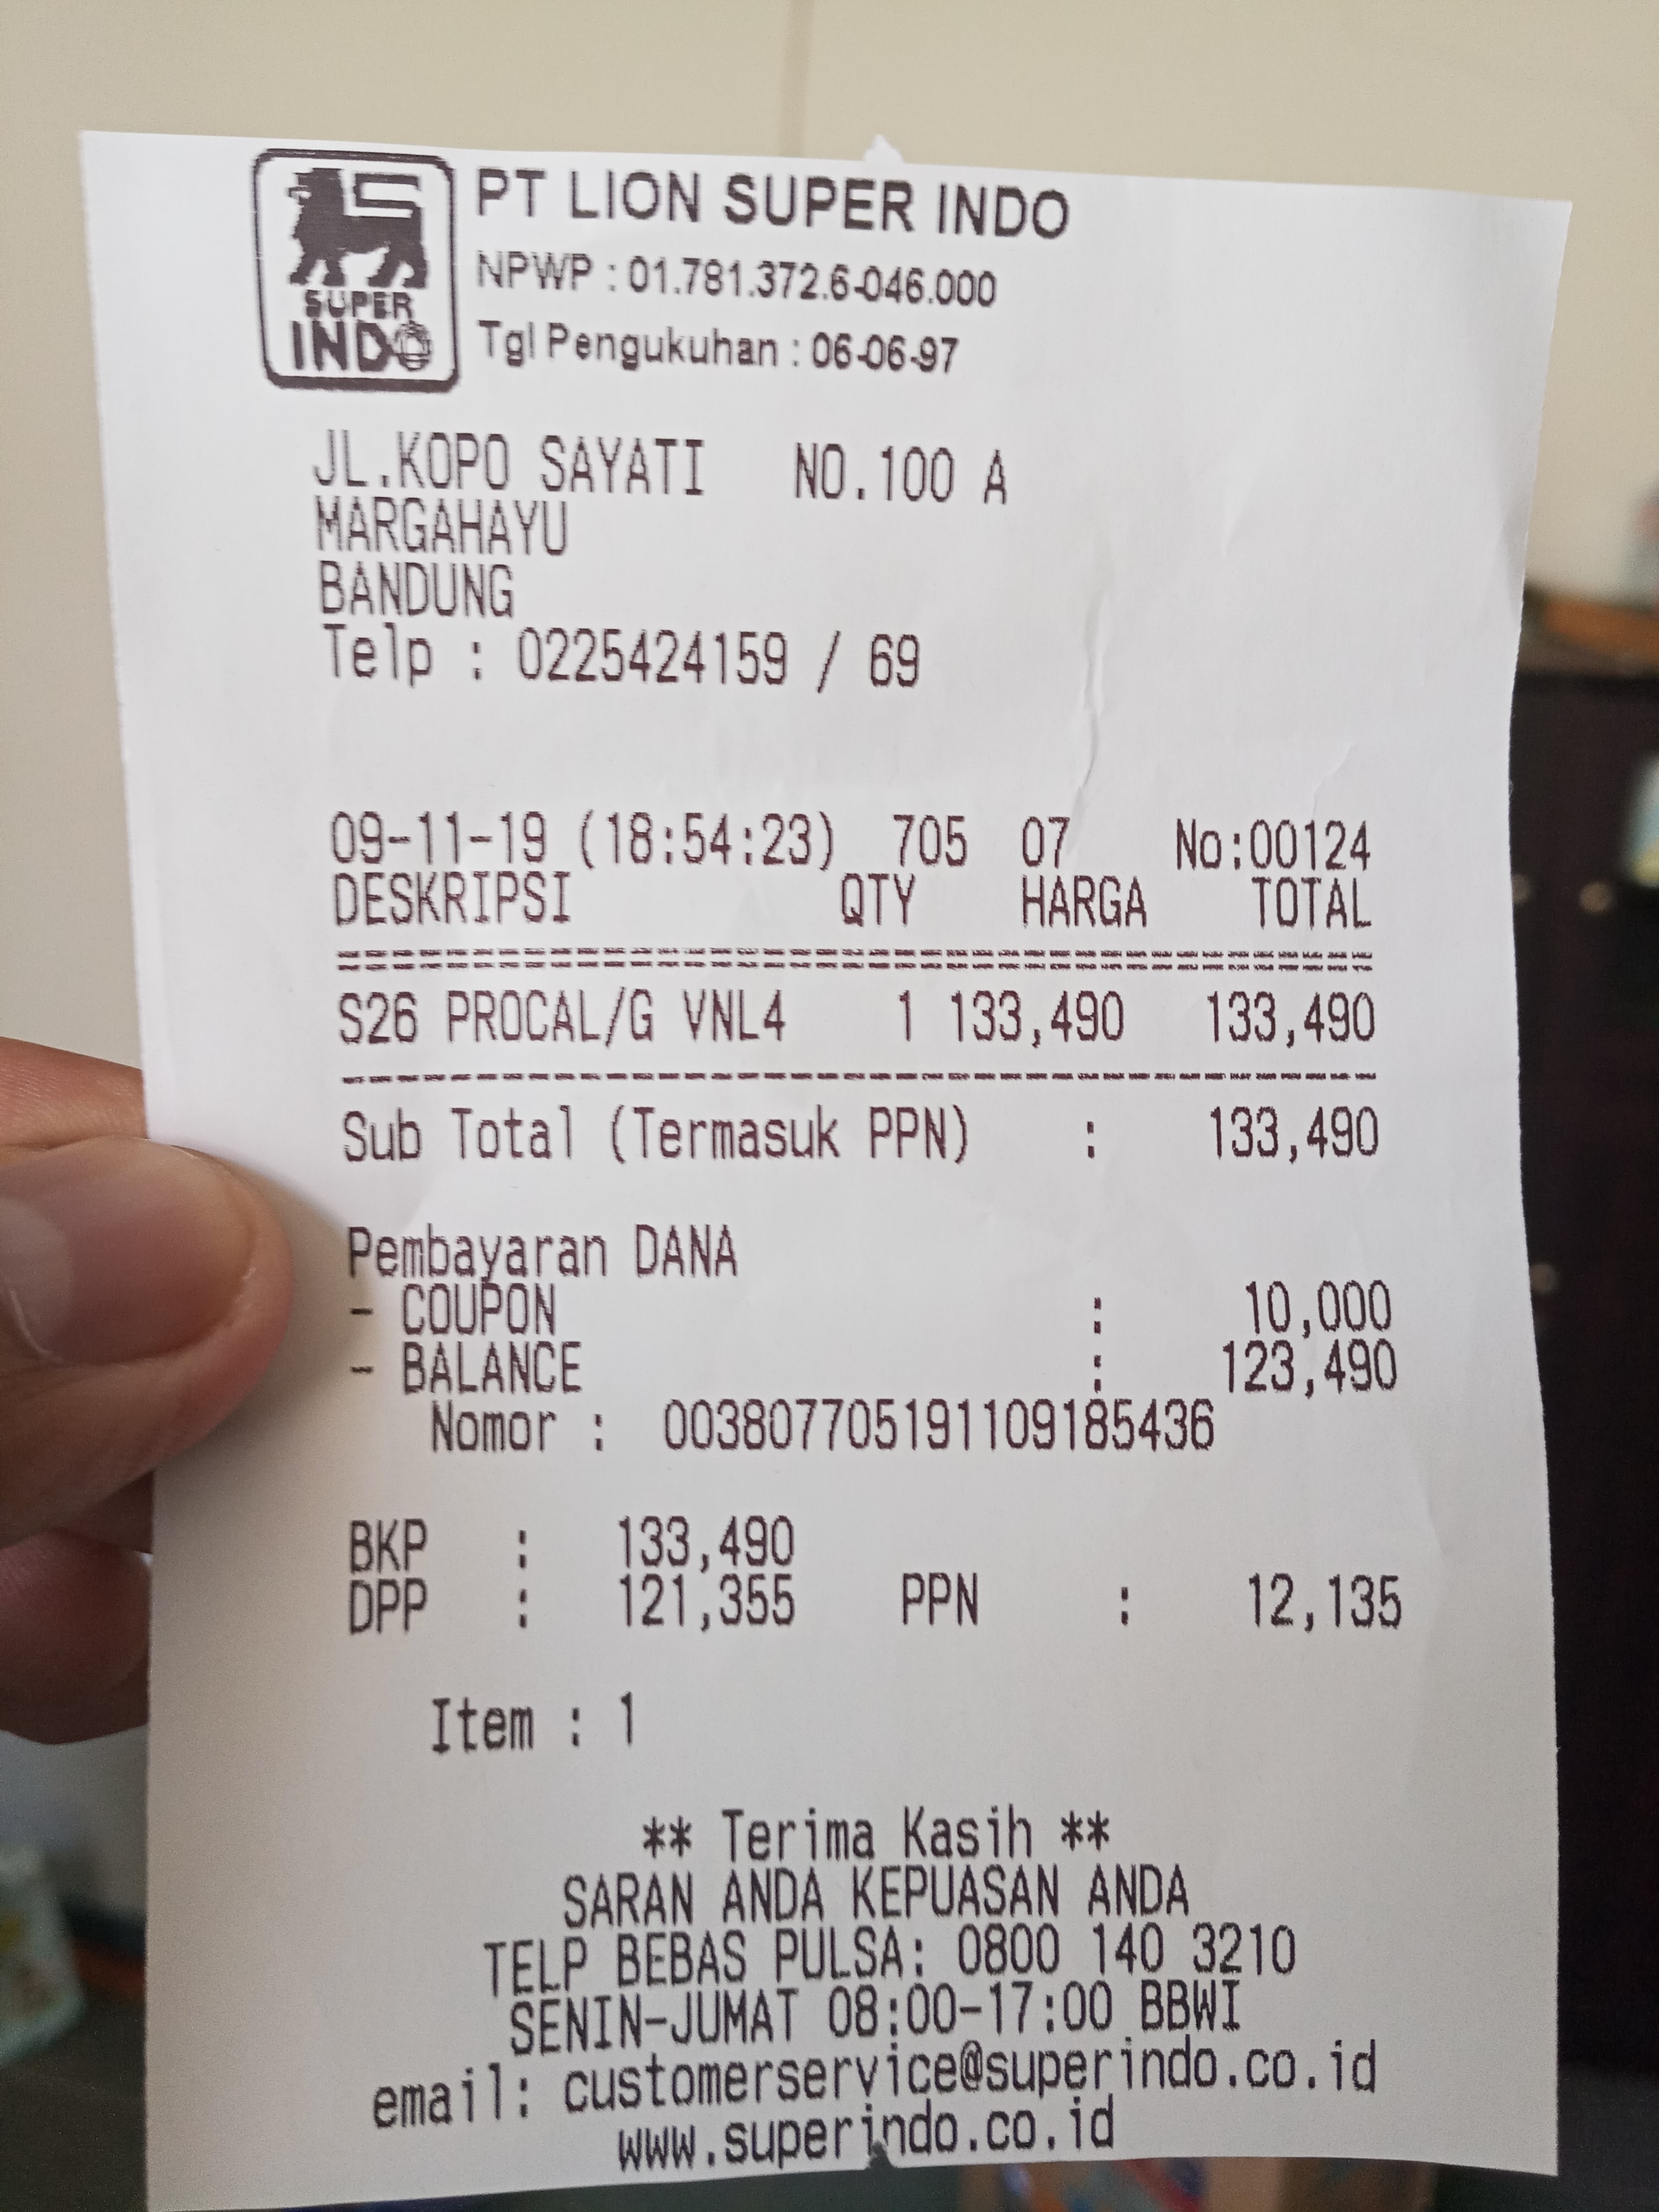 SUPER
INDO
PT LION SUPER INDO
NPWP : 01.781.372.6-046.000
Tgl Pengukuhan : 06-06-97
JL.KOPO SAYATI NO.100 A
MARGAHAYU
BANDUNG
Telp : 0225424159 / 69
09-11-19 (18:54:23) 705 07 No:00124
DESKRIPSI QTY HARGA TOTAL
S26 PROCAL/G VNL4 1 133,490 133,490
Sub Total (Termasuk PPN) : 133,490
Pembayaran DANA
- COUPON : 10,000
- BALANCE : 123,490
Nomor : 003807705191109185436
BKP : 133,490
DPP : 121,355 PPN : 12,135
Item : 1
** Terima Kasih **
SARAN ANDA KEPUASAN ANDA
TELP BEBAS PULSA: 0800 140 3210
SENIN-JUMAT 08:00-17:00 BBWI
email: customerservice@superindo.co.id
www.superindo.co.id